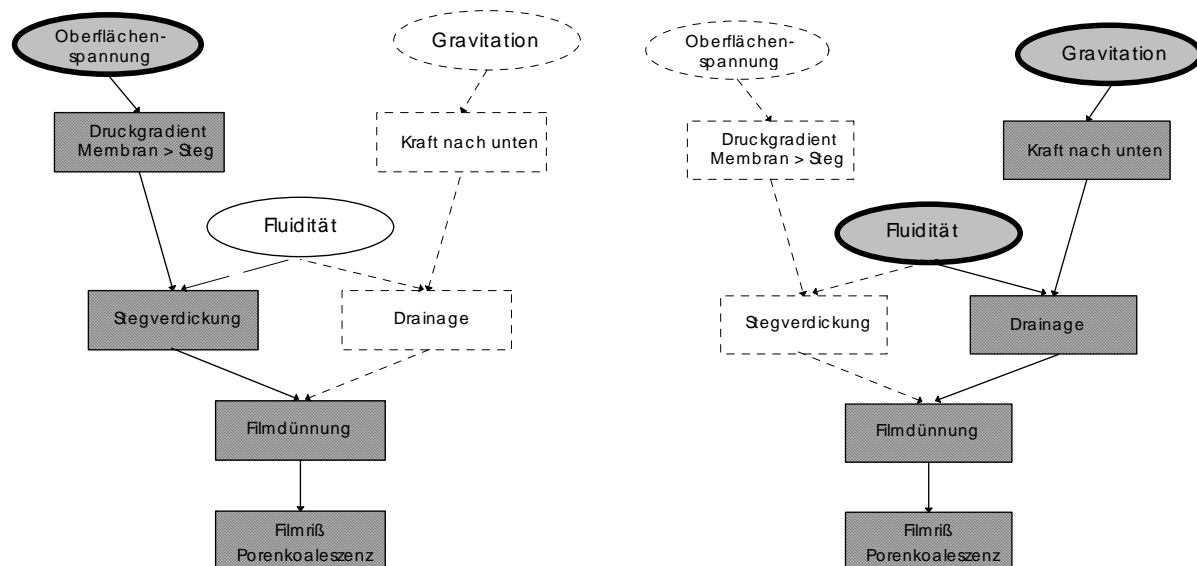 Oberflächen-
spannung
Gravitation
Druckgradient
Membran > Steg
Kraft nach unten
Fluidität
Stegverdickung
Drainage
Filmdünnung
Filmriß
Porenkoaleszenz
Oberflächen-
spannung
Gravitation
Druckgradient
Membran > Steg
Kraft nach unten
Fluidität
Stegverdickung
Drainage
Filmdünnung
Filmriß
Porenkoaleszenz